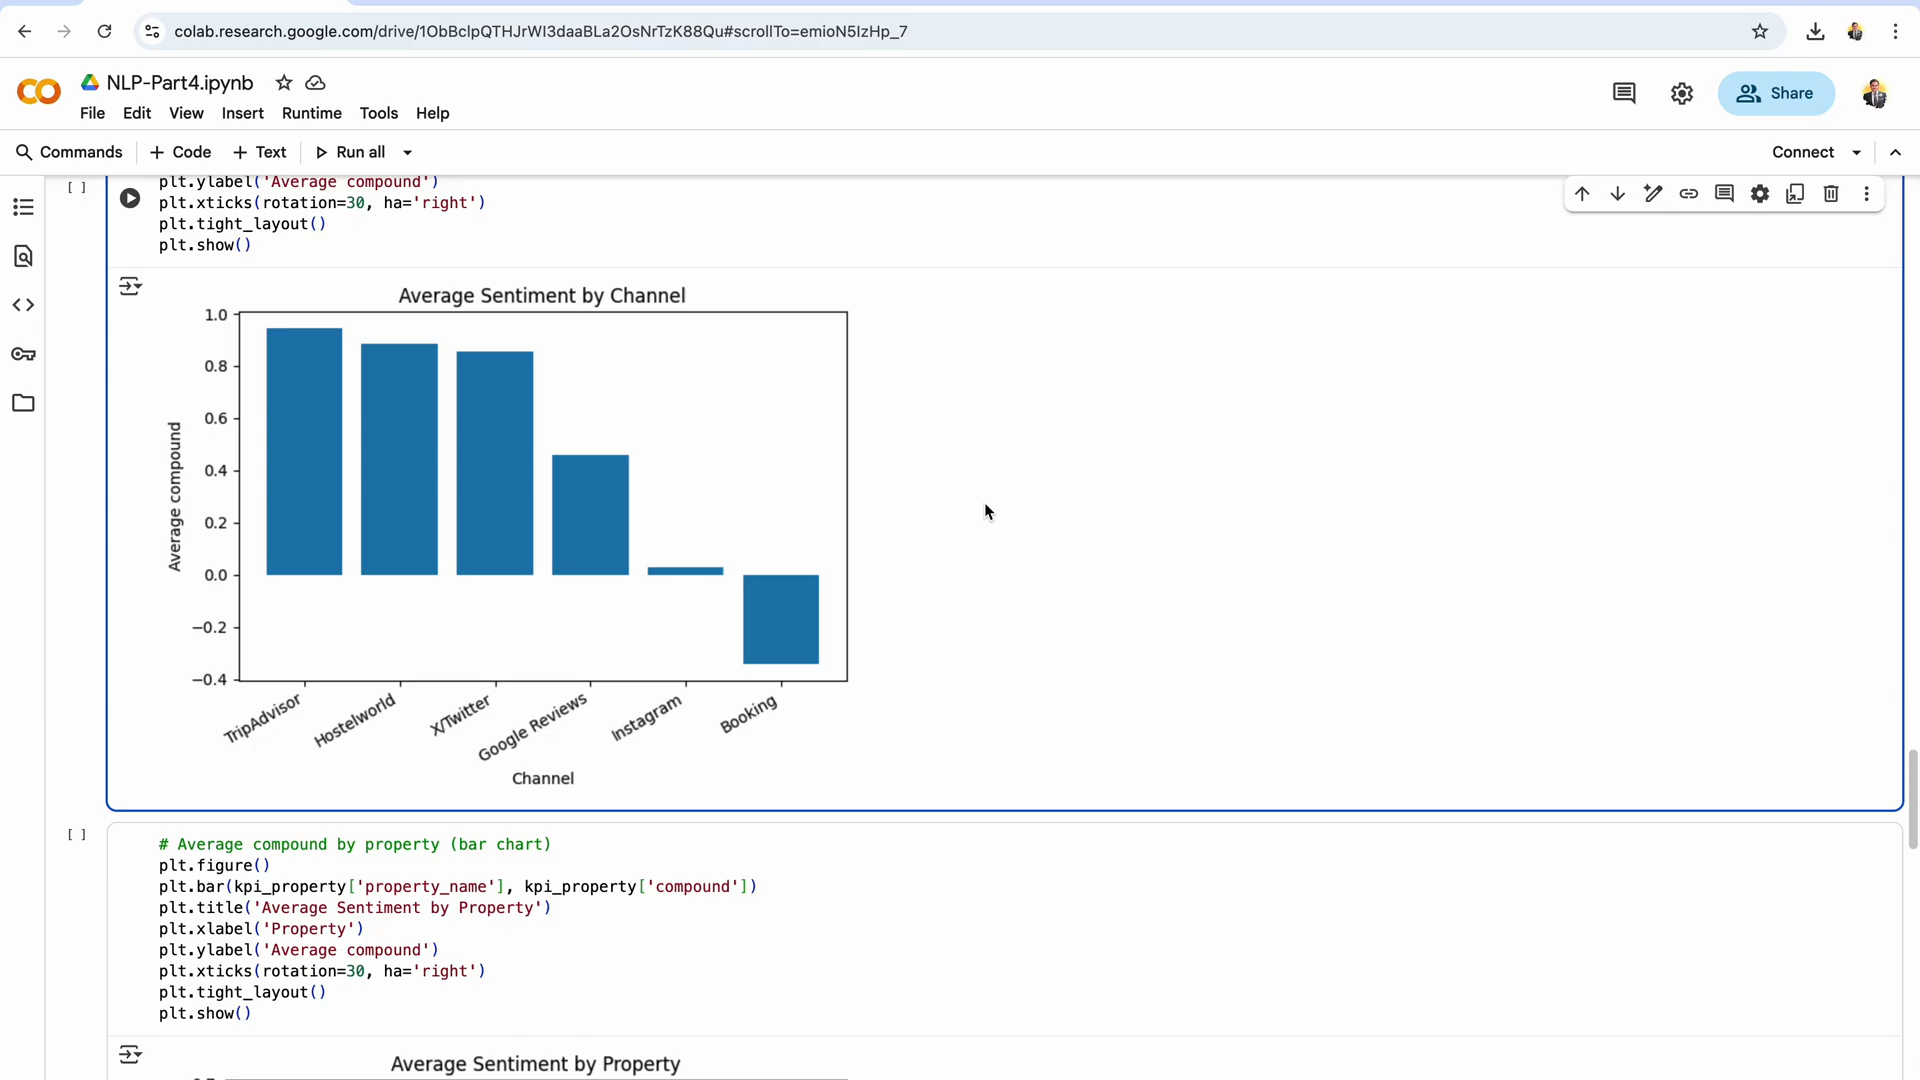 colab.research.google.com/drive/1ObBclpQTHJrWI3daaBLa2OsNrTzK88Qu#scrollTo=emioN5IzHp_7
NLP-Part4.ipynb
File Edit View Insert Runtime Tools Help
Share
Commands + Code + Text Run all
Connect
[ ]
plt.ylabel('Average compound')
plt.xticks(rotation=30, ha='right')
plt.tight_layout()
plt.show()
Average Sentiment by Channel
1.0
0.8
0.6
0.4
0.2
0.0
−0.2
−0.4
Average compound
TripAdvisor
Hostelworld
X/Twitter
Google Reviews
Instagram
Booking
Channel
[ ]
# Average compound by property (bar chart)
plt.figure()
plt.bar(kpi_property['property_name'], kpi_property['compound'])
plt.title('Average Sentiment by Property')
plt.xlabel('Property')
plt.ylabel('Average compound')
plt.xticks(rotation=30, ha='right')
plt.tight_layout()
plt.show()
Average Sentiment by Property